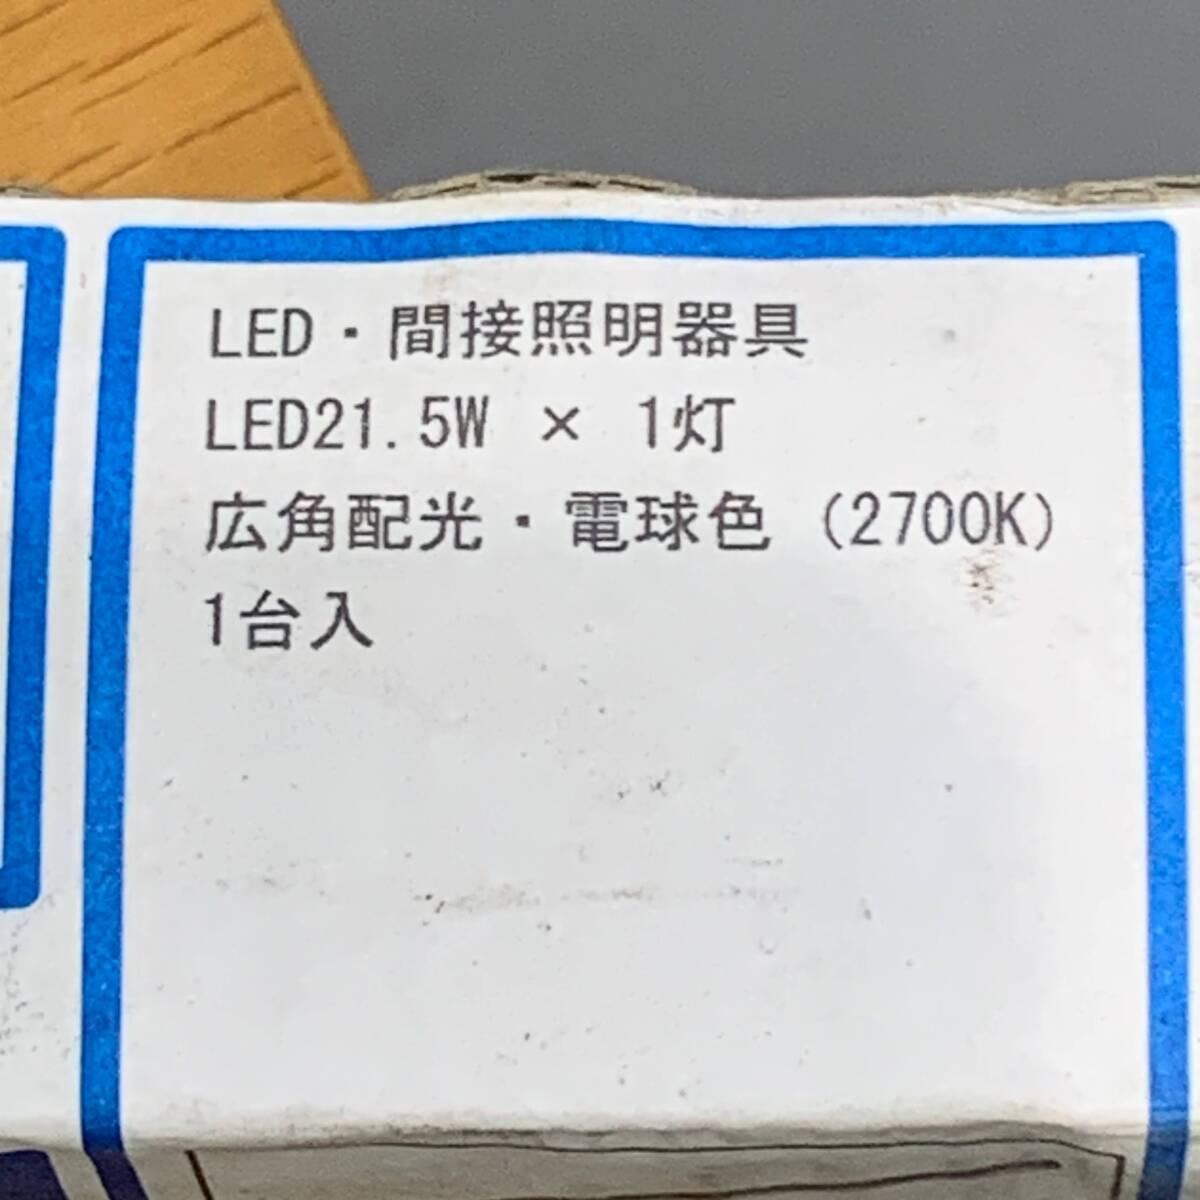 LED・間接照明器具
LED21.5W × 1灯
広角配光・電球色 (2700K)
1台入